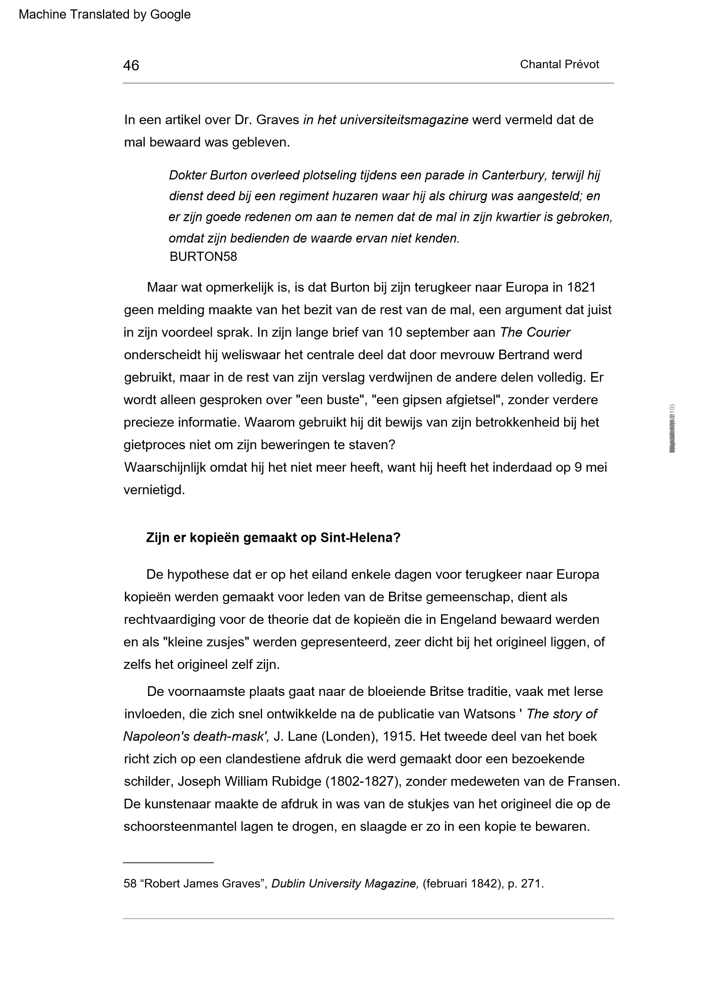 Machine Translated by Google
46
Chantal Prévot
In een artikel over Dr. Graves in het universiteitsmagazine werd vermeld dat de
mal bewaard was gebleven.
Dokter Burton overleed plotseling tijdens een parade in Canterbury, terwijl hij
dienst deed bij een regiment huzaren waar hij als chirurg was aangesteld; en
er zijn goede redenen om aan te nemen dat de mal in zijn kwartier is gebroken,
omdat zijn bedienden de waarde ervan niet kenden.
BURTON58
Maar wat opmerkelijk is, is dat Burton bij zijn terugkeer naar Europa in 1821
geen melding maakte van het bezit van de rest van de mal, een argument dat juist
in zijn voordeel sprak. In zijn lange brief van 10 september aan The Courier
onderscheidt hij weliswaar het centrale deel dat door mevrouw Bertrand werd
gebruikt, maar in de rest van zijn verslag verdwijnen de andere delen volledig. Er
wordt alleen gesproken over "een buste", "een gipsen afgietsel", zonder verdere
precieze informatie. Waarom gebruikt hij dit bewijs van zijn betrokkenheid bij het
gietproces niet om zijn beweringen te staven?
Waarschijnlijk omdat hij het niet meer heeft, want hij heeft het inderdaad op 9 mei
vernietigd.
Zijn er kopieën gemaakt op Sint-Helena?
De hypothese dat er op het eiland enkele dagen voor terugkeer naar Europa
kopieën werden gemaakt voor leden van de Britse gemeenschap, dient als
rechtvaardiging voor de theorie dat de kopieën die in Engeland bewaard werden
en als "kleine zusjes" werden gepresenteerd, zeer dicht bij het origineel liggen, of
zelfs het origineel zelf zijn.
De voornaamste plaats gaat naar de bloeiende Britse traditie, vaak met Ierse
invloeden, die zich snel ontwikkelde na de publicatie van Watsons ' The story of
Napoleon's death-mask', J. Lane (Londen), 1915. Het tweede deel van het boek
richt zich op een clandestiene afdruk die werd gemaakt door een bezoekende
schilder, Joseph William Rubidge (1802-1827), zonder medeweten van de Fransen.
De kunstenaar maakte de afdruk in was van de stukjes van het origineel die op de
schoorsteenmantel lagen te drogen, en slaagde er zo in een kopie te bewaren.
58 “Robert James Graves”, Dublin University Magazine, (februari 1842), p. 271.